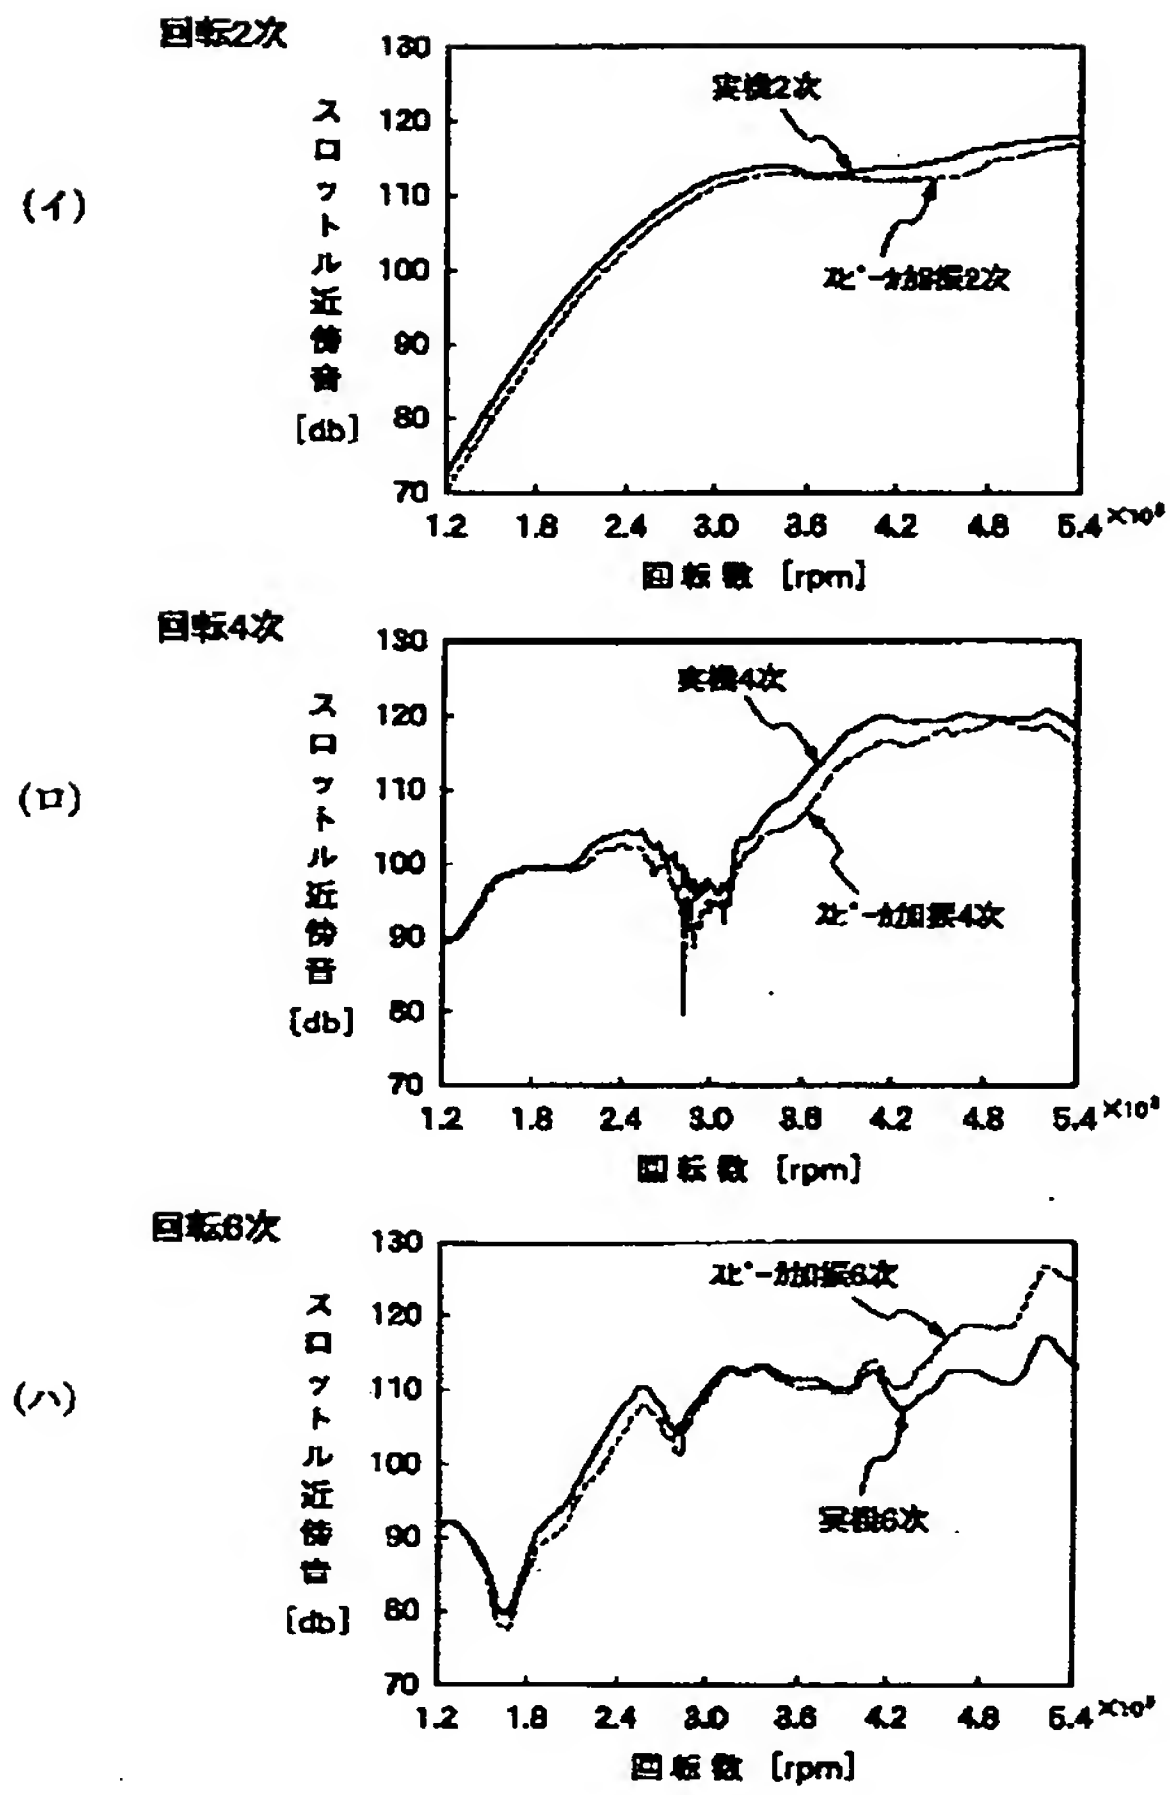 回転2次
(イ)
スロットル近傍音
[db]
130
120
110
100
90
80
70
実機2次
スピーカ加振2次
1.2 1.8 2.4 3.0 3.6 4.2 4.8 5.4 ×10³
回転数 [rpm]
回転4次
(ロ)
スロットル近傍音
[db]
130
120
110
100
90
80
70
実機4次
スピーカ加振4次
1.2 1.8 2.4 3.0 3.6 4.2 4.8 5.4 ×10³
回転数 [rpm]
回転6次
(ハ)
スロットル近傍音
[db]
130
120
110
100
90
80
70
スピーカ加振6次
実機6次
1.2 1.8 2.4 3.0 3.6 4.2 4.8 5.4 ×10³
回転数 [rpm]